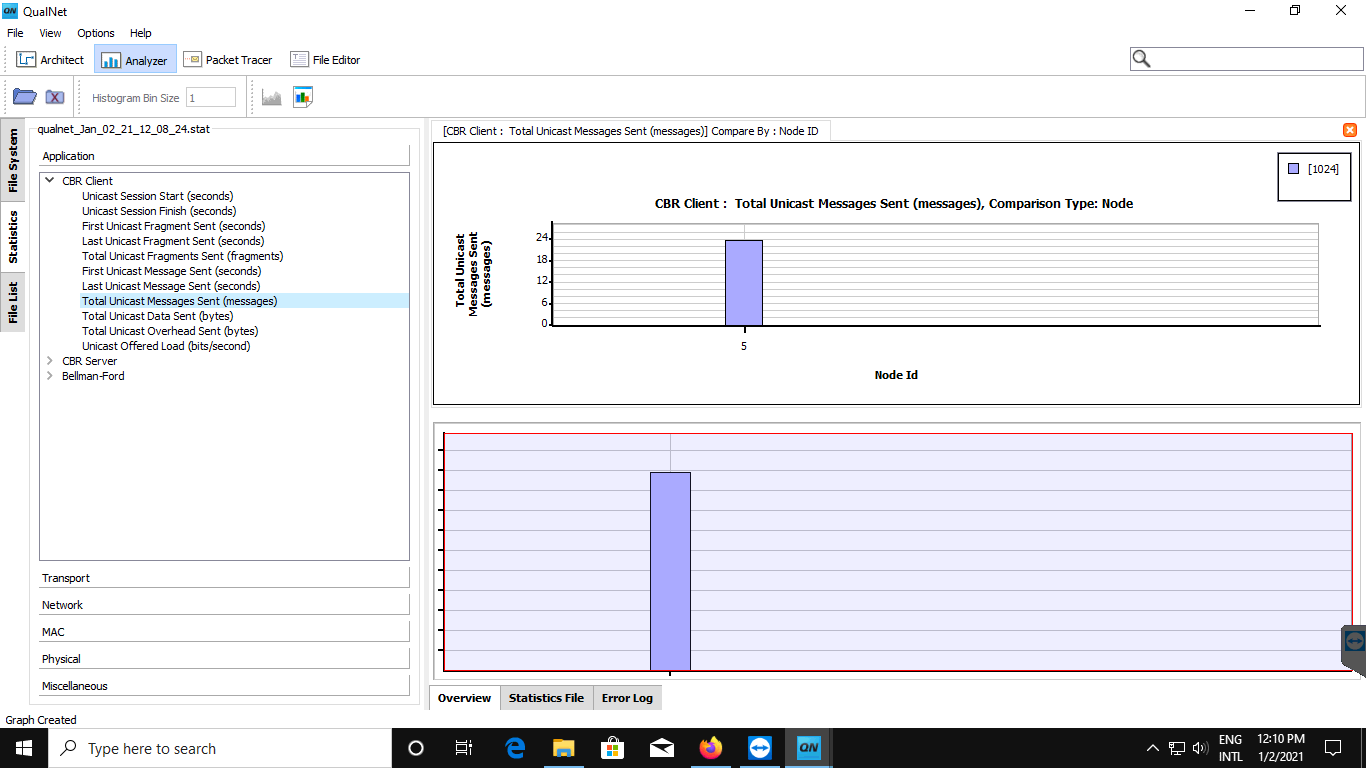 QN QualNet
File View Options Help
Architect Analyzer Packet Tracer File Editor
Histogram Bin Size 1
File System
Statistics
File List
qualnet_Jan_02_21_12_08_24.stat
Application
CBR Client
Unicast Session Start (seconds)
Unicast Session Finish (seconds)
First Unicast Fragment Sent (seconds)
Last Unicast Fragment Sent (seconds)
Total Unicast Fragments Sent (fragments)
First Unicast Message Sent (seconds)
Last Unicast Message Sent (seconds)
Total Unicast Messages Sent (messages)
Total Unicast Data Sent (bytes)
Total Unicast Overhead Sent (bytes)
Unicast Offered Load (bits/second)
CBR Server
Bellman-Ford
Transport
Network
MAC
Physical
Miscellaneous
[CBR Client : Total Unicast Messages Sent (messages)] Compare By : Node ID
[1024]
CBR Client : Total Unicast Messages Sent (messages), Comparison Type: Node
Total Unicast
Messages Sent
(messages)
24
18
12
6
0
5
Node Id
Overview Statistics File Error Log
Graph Created
Type here to search
QN
ENG
INTL
12:10 PM
1/2/2021